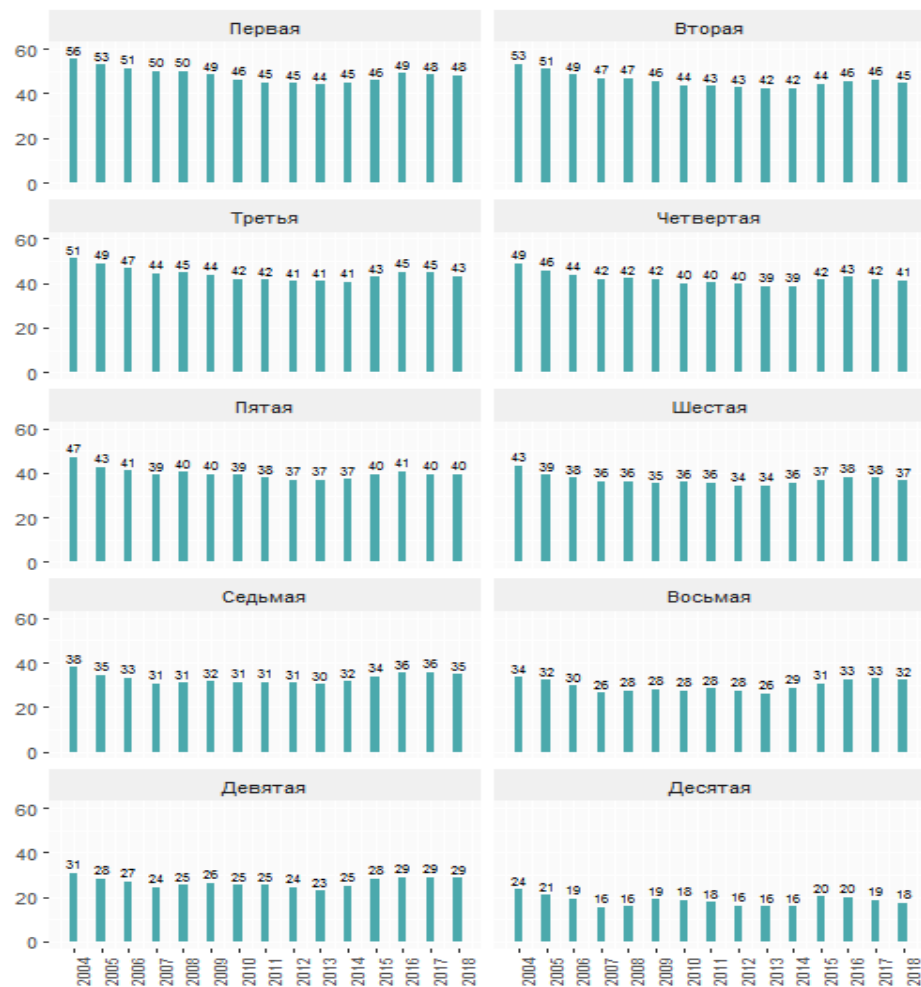 Первая Вторая
56 53 51 50 50 49 46 45 45 44 45 46 49 48 48
53 51 49 47 47 46 44 43 43 42 42 44 46 46 45
60
40
20
0
Третья Четвертая
51 49 47 44 45 44 42 42 41 41 41 43 45 45 43
49 46 44 42 42 42 40 40 40 39 39 42 43 42 41
60
40
20
0
Пятая Шестая
47 43 41 39 40 40 39 38 37 37 37 40 41 40 40
43 39 38 36 36 35 36 36 34 34 36 37 38 38 37
60
40
20
0
Седьмая Восьмая
38 35 33 31 31 32 31 31 31 30 32 34 36 36 35
34 32 30 26 28 28 28 28 28 26 29 31 33 33 32
60
40
20
0
Девятая Десятая
31 28 27 24 25 26 25 25 24 23 25 28 29 29 29
24 21 19 16 16 19 18 18 16 16 16 20 20 19 18
60
40
20
0
2004 2005 2006 2007 2008 2009 2010 2011 2012 2013 2014 2015 2016 2017 2018
2004 2005 2006 2007 2008 2009 2010 2011 2012 2013 2014 2015 2016 2017 2018